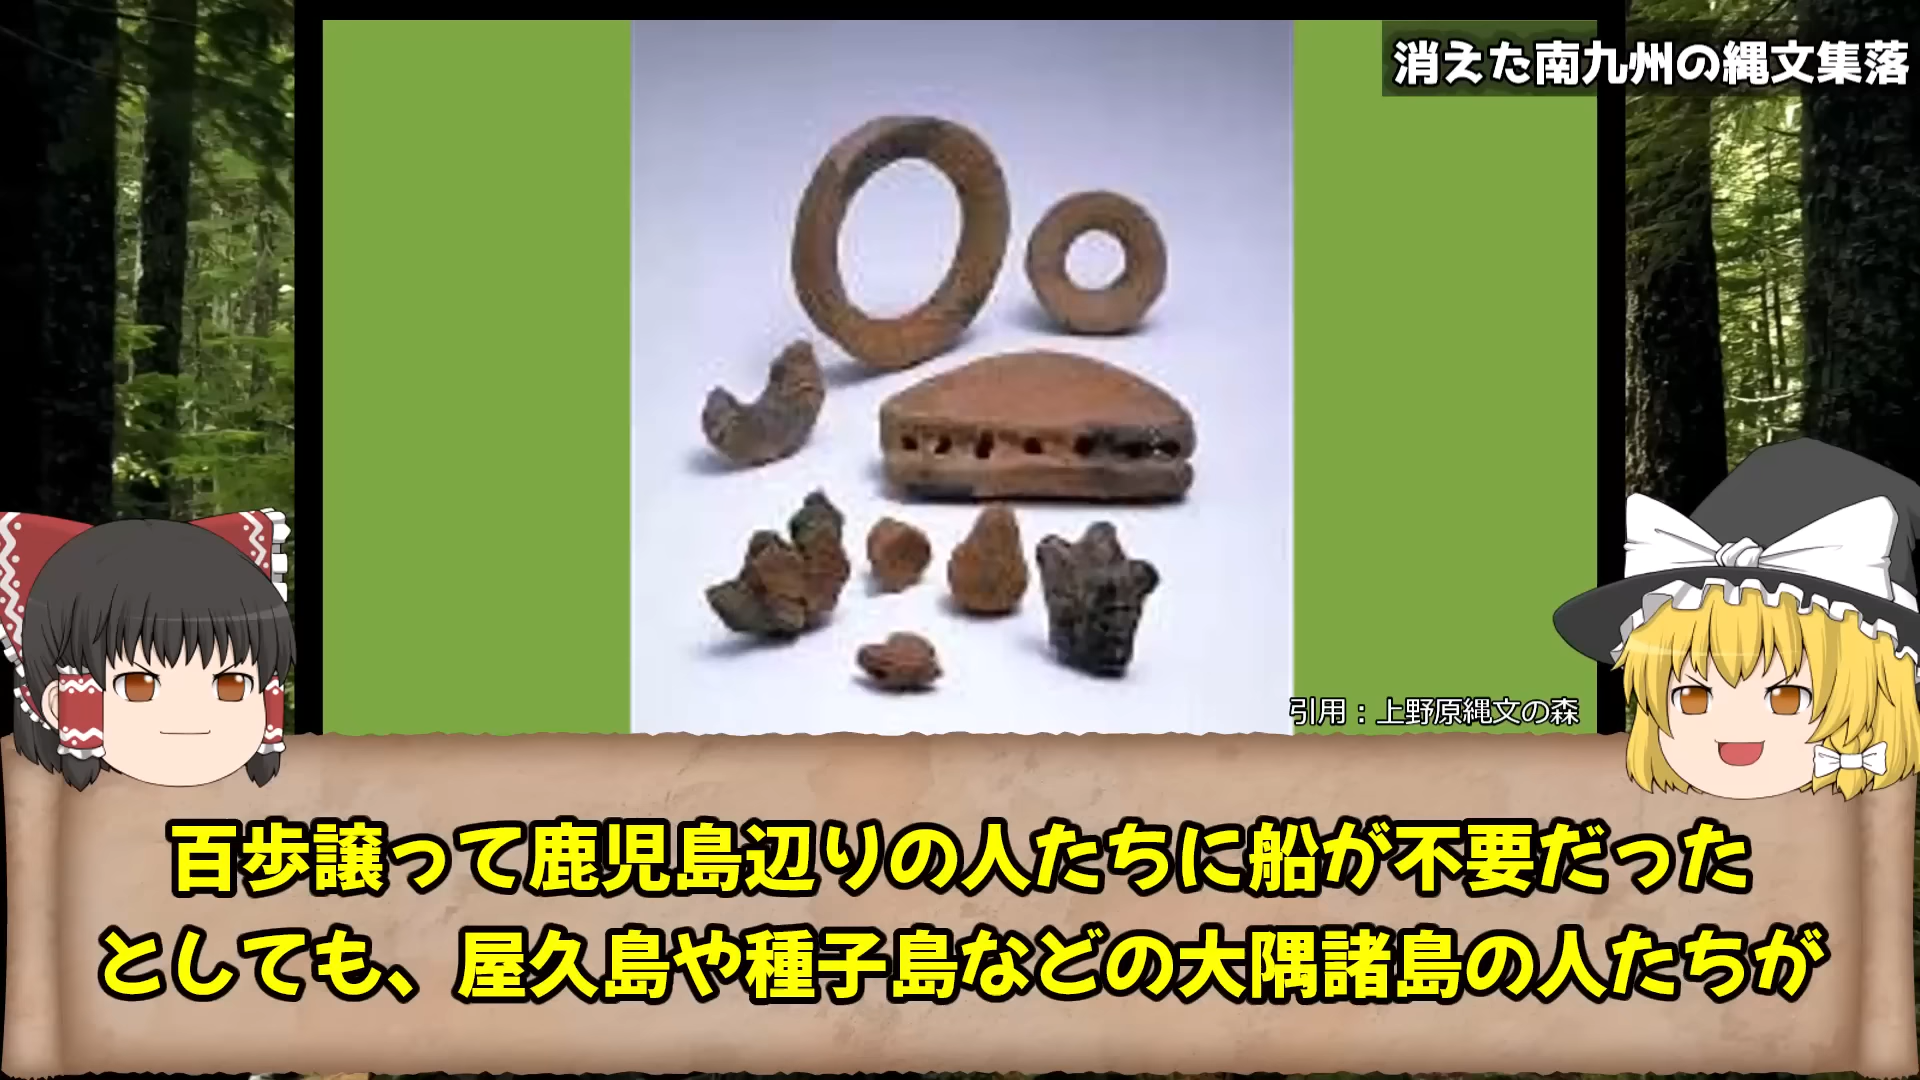 消えた南九州の縄文集落
引用：上野原縄文の森
百歩譲って鹿児島辺りの人たちに船が不要だった
としても、屋久島や種子島などの大隅諸島の人たちが